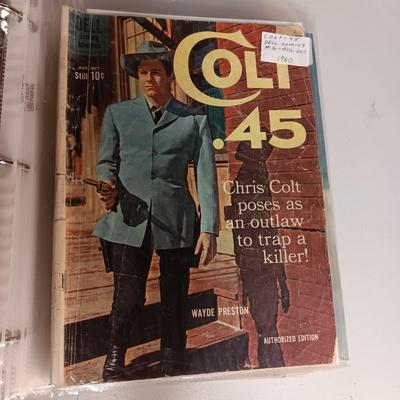 DELL
AUG.-OCT.
Still 10¢
COLT
.45
COLT-45
DELL COMICS
1960
Chris Colt
poses as
an outlaw
to trap a
killer!
WAYDE PRESTON
AUTHORIZED EDITION